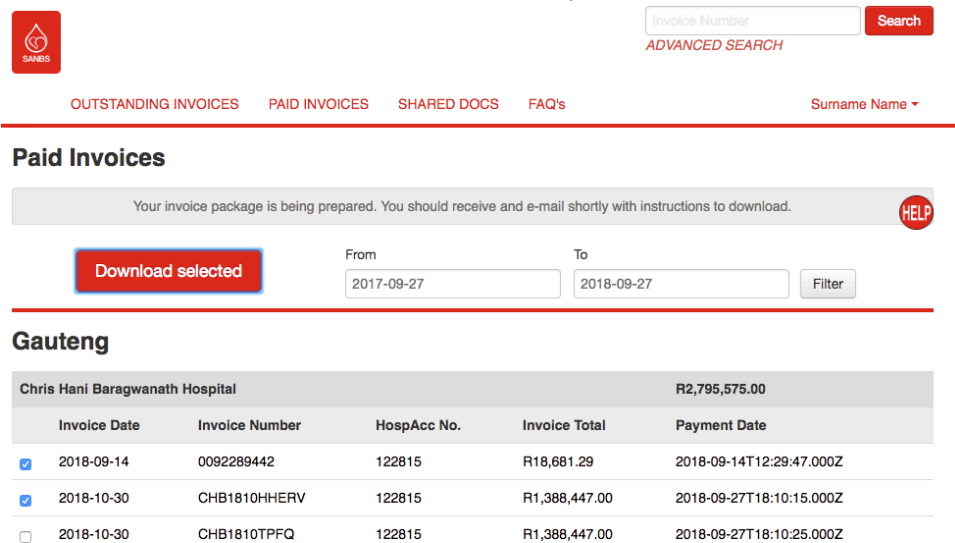 Invoice Number Search
SANBS
ADVANCED SEARCH
OUTSTANDING INVOICES PAID INVOICES SHARED DOCS FAQ's Surname Name
Paid Invoices
Your invoice package is being prepared. You should receive and e-mail shortly with instructions to download.
HELP
From To
Download selected 2017-09-27 2018-09-27 Filter
Gauteng
Chris Hani Baragwanath Hospital R2,795,575.00
Invoice Date Invoice Number HospAcc No. Invoice Total Payment Date
2018-09-14 0092289442 122815 R18,681.29 2018-09-14T12:29:47.000Z
2018-10-30 CHB1810HHERV 122815 R1,388,447.00 2018-09-27T18:10:15.000Z
2018-10-30 CHB1810TPFQ 122815 R1,388,447.00 2018-09-27T18:10:25.000Z